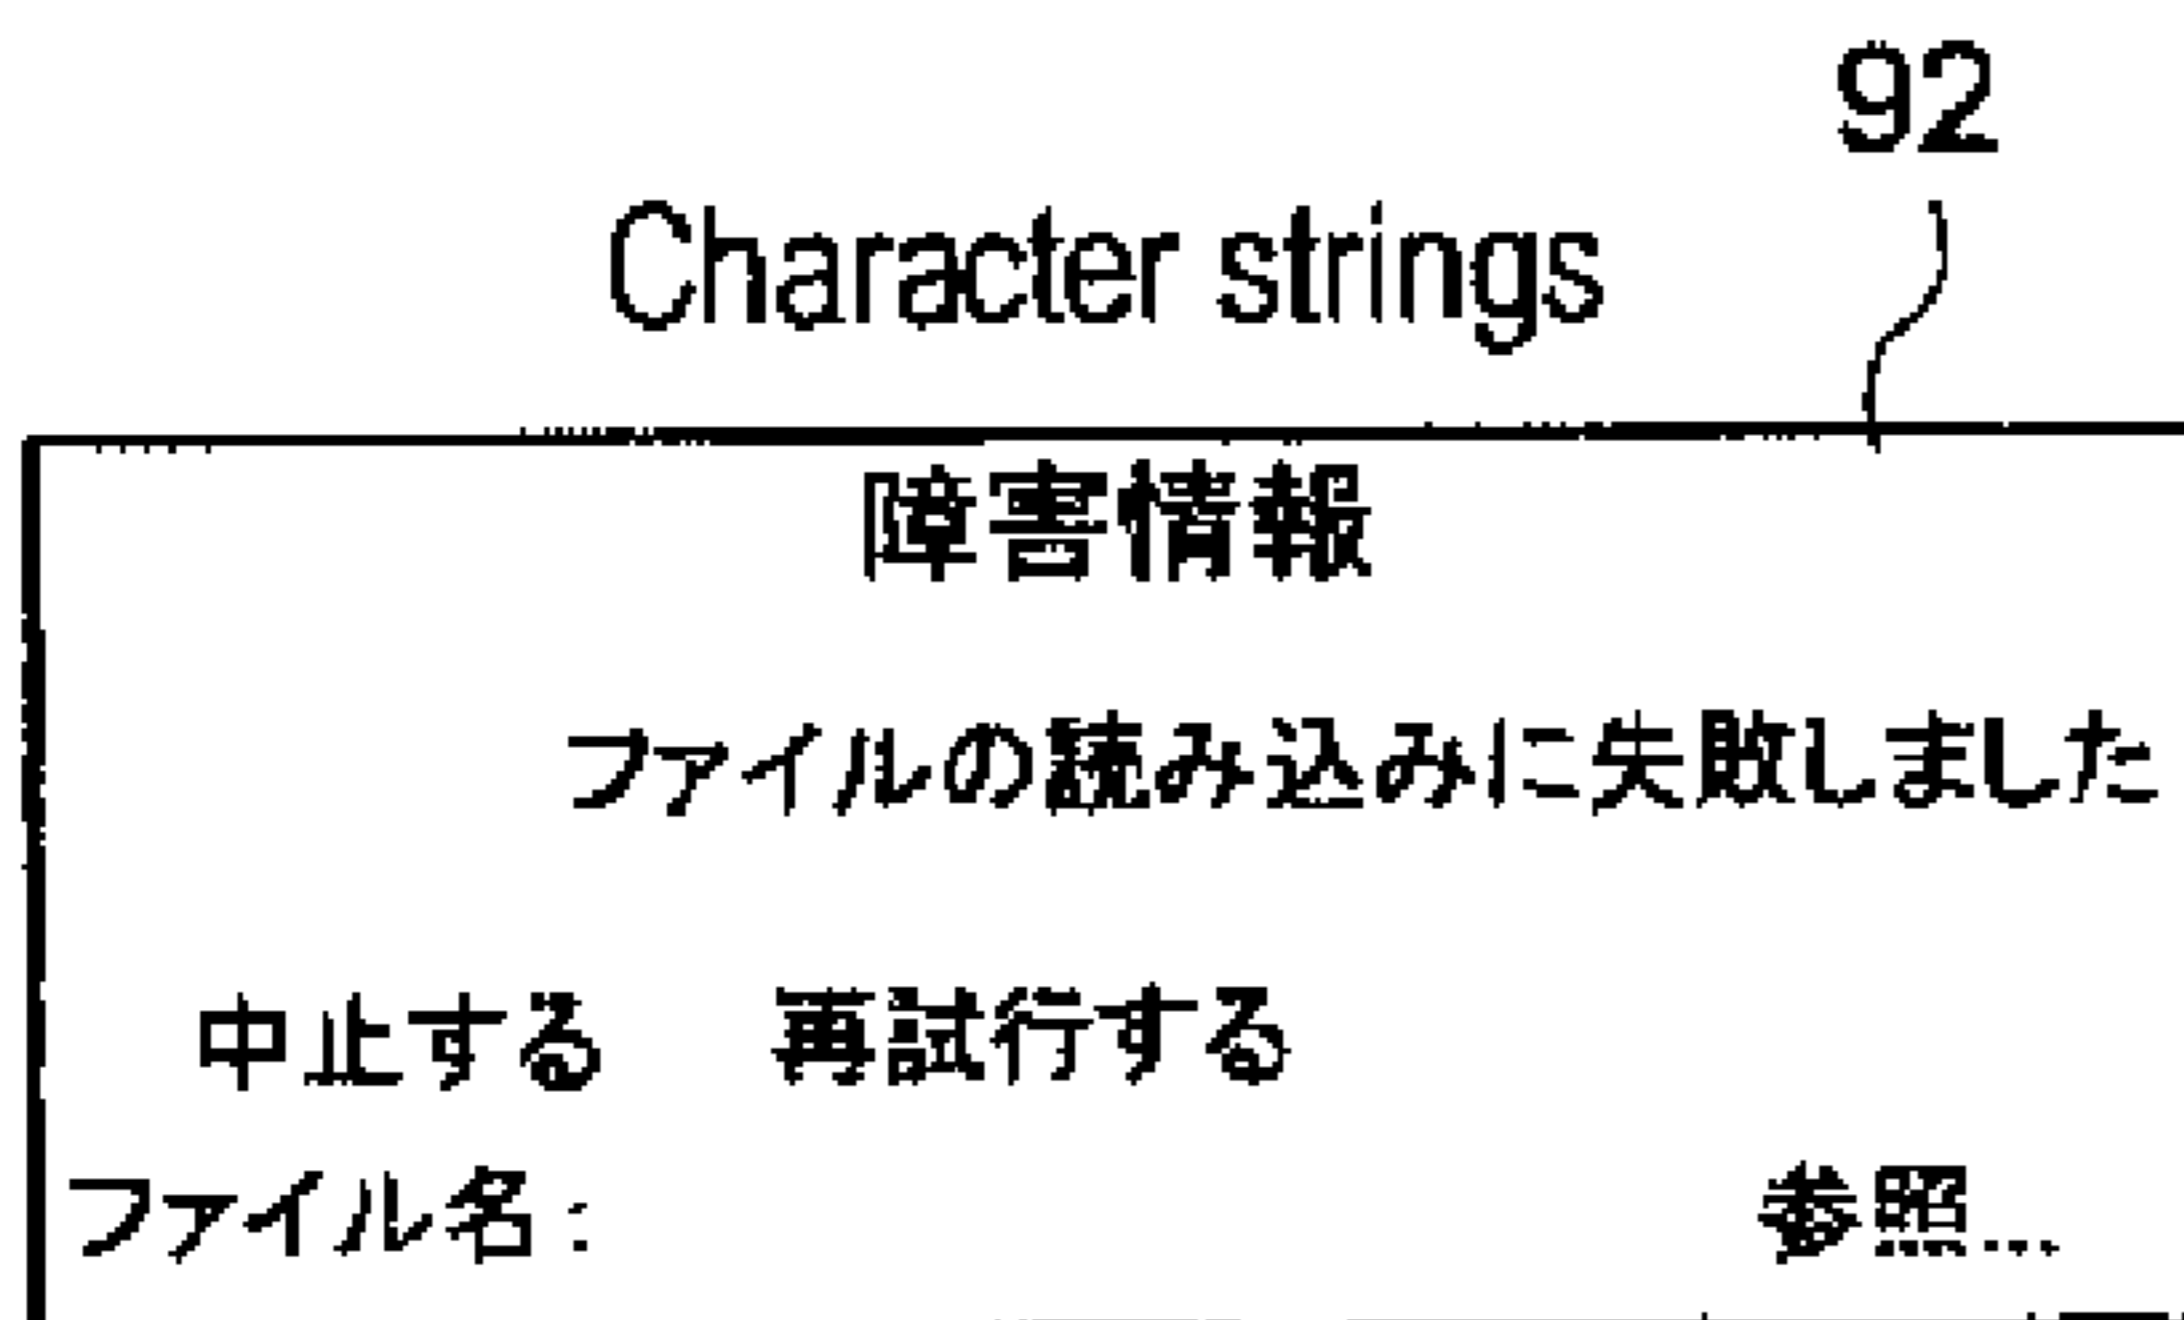 92
Character strings
障害情報
ファイルの読み込みに失敗しました
中止する 再試行する
ファイル名: 参照...